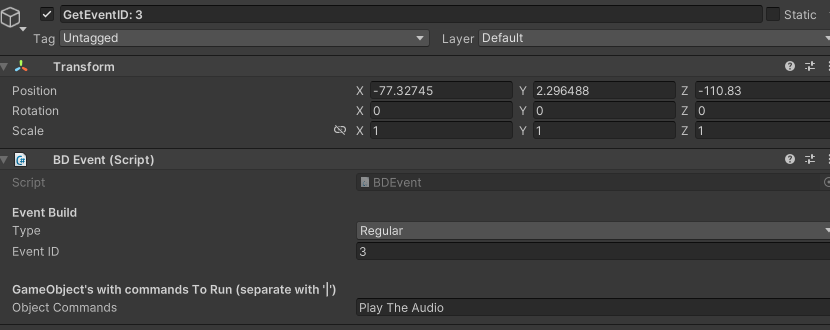 GetEventID: 3 Static
Tag Untagged Layer Default
Transform
Position X -77.32745 Y 2.296488 Z -110.83
Rotation X 0 Y 0 Z 0
Scale X 1 Y 1 Z 1
BD Event (Script)
Script BDEvent
Event Build
Type Regular
Event ID 3
GameObject's with commands To Run (separate with '|')
Object Commands Play The Audio